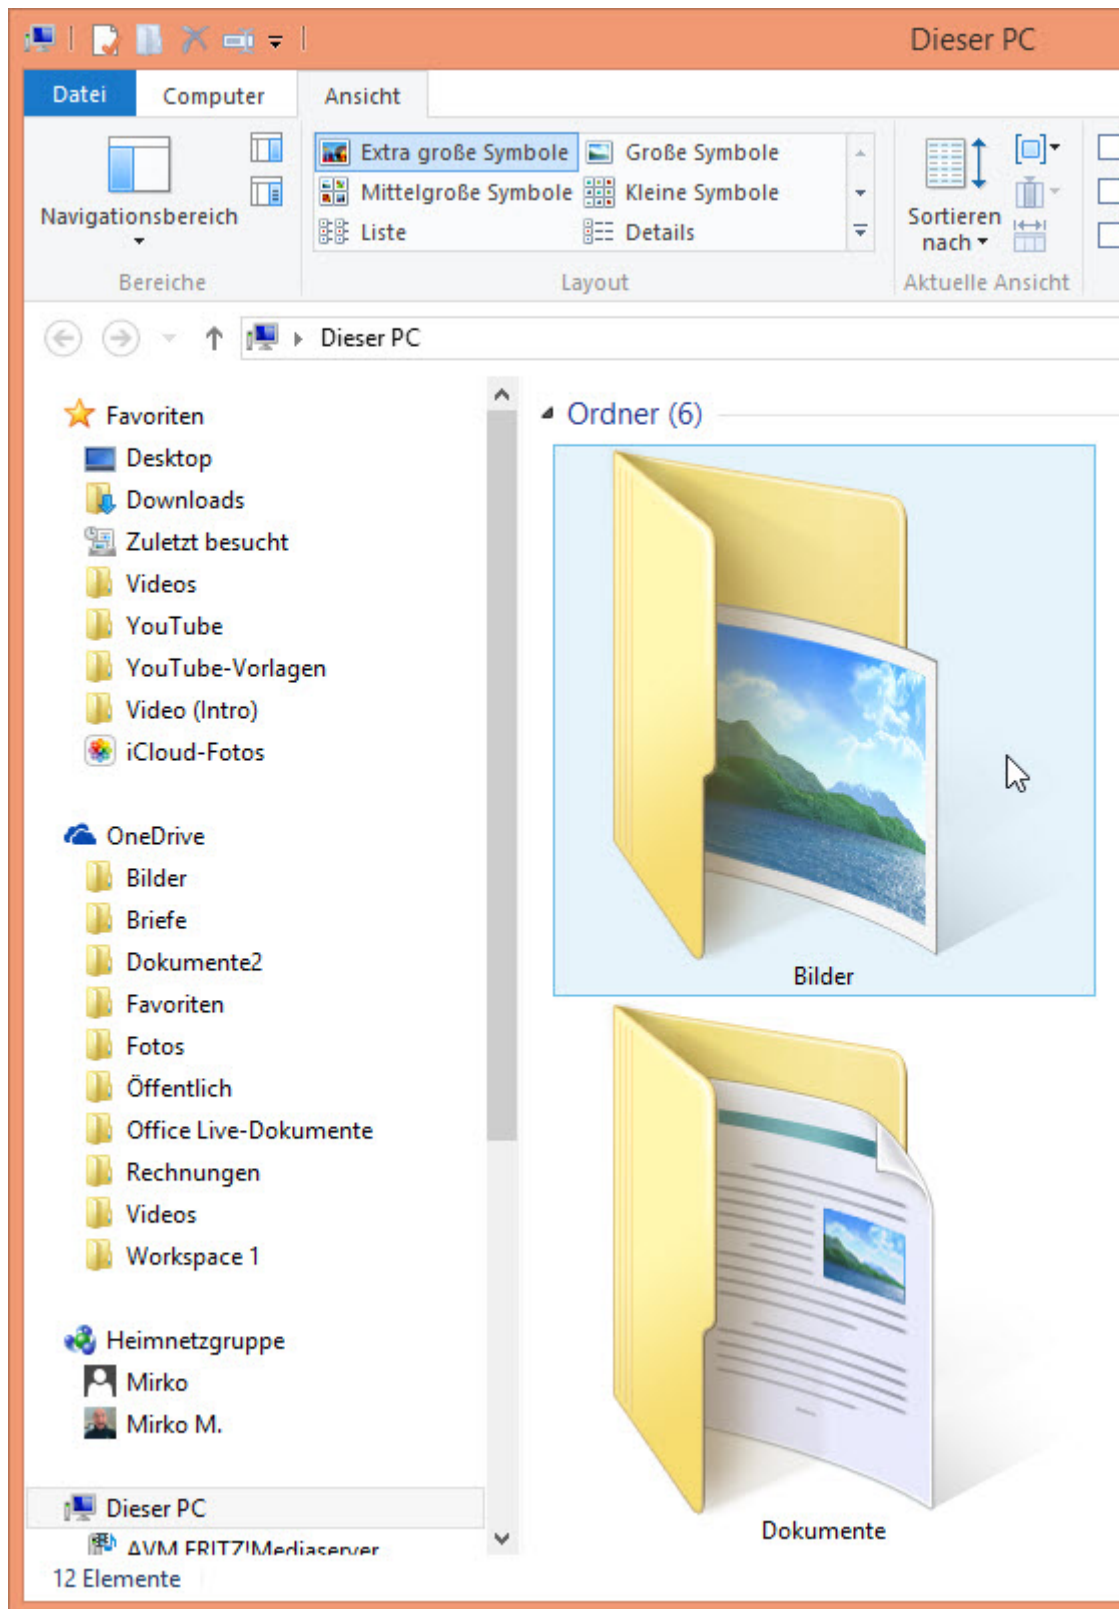 Dieser PC
Datei Computer Ansicht
Extra große Symbole Große Symbole
Mittelgroße Symbole Kleine Symbole
Liste Details
Navigationsbereich
Sortieren
nach
Bereiche Layout Aktuelle Ansicht
Dieser PC
Favoriten
Desktop
Downloads
Zuletzt besucht
Videos
YouTube
YouTube-Vorlagen
Video (Intro)
iCloud-Fotos
OneDrive
Bilder
Briefe
Dokumente2
Favoriten
Fotos
Öffentlich
Office Live-Dokumente
Rechnungen
Videos
Workspace 1
Heimnetzgruppe
Mirko
Mirko M.
Dieser PC
AVM FRITZ!Mediaserver
Ordner (6)
Bilder
Dokumente
12 Elemente